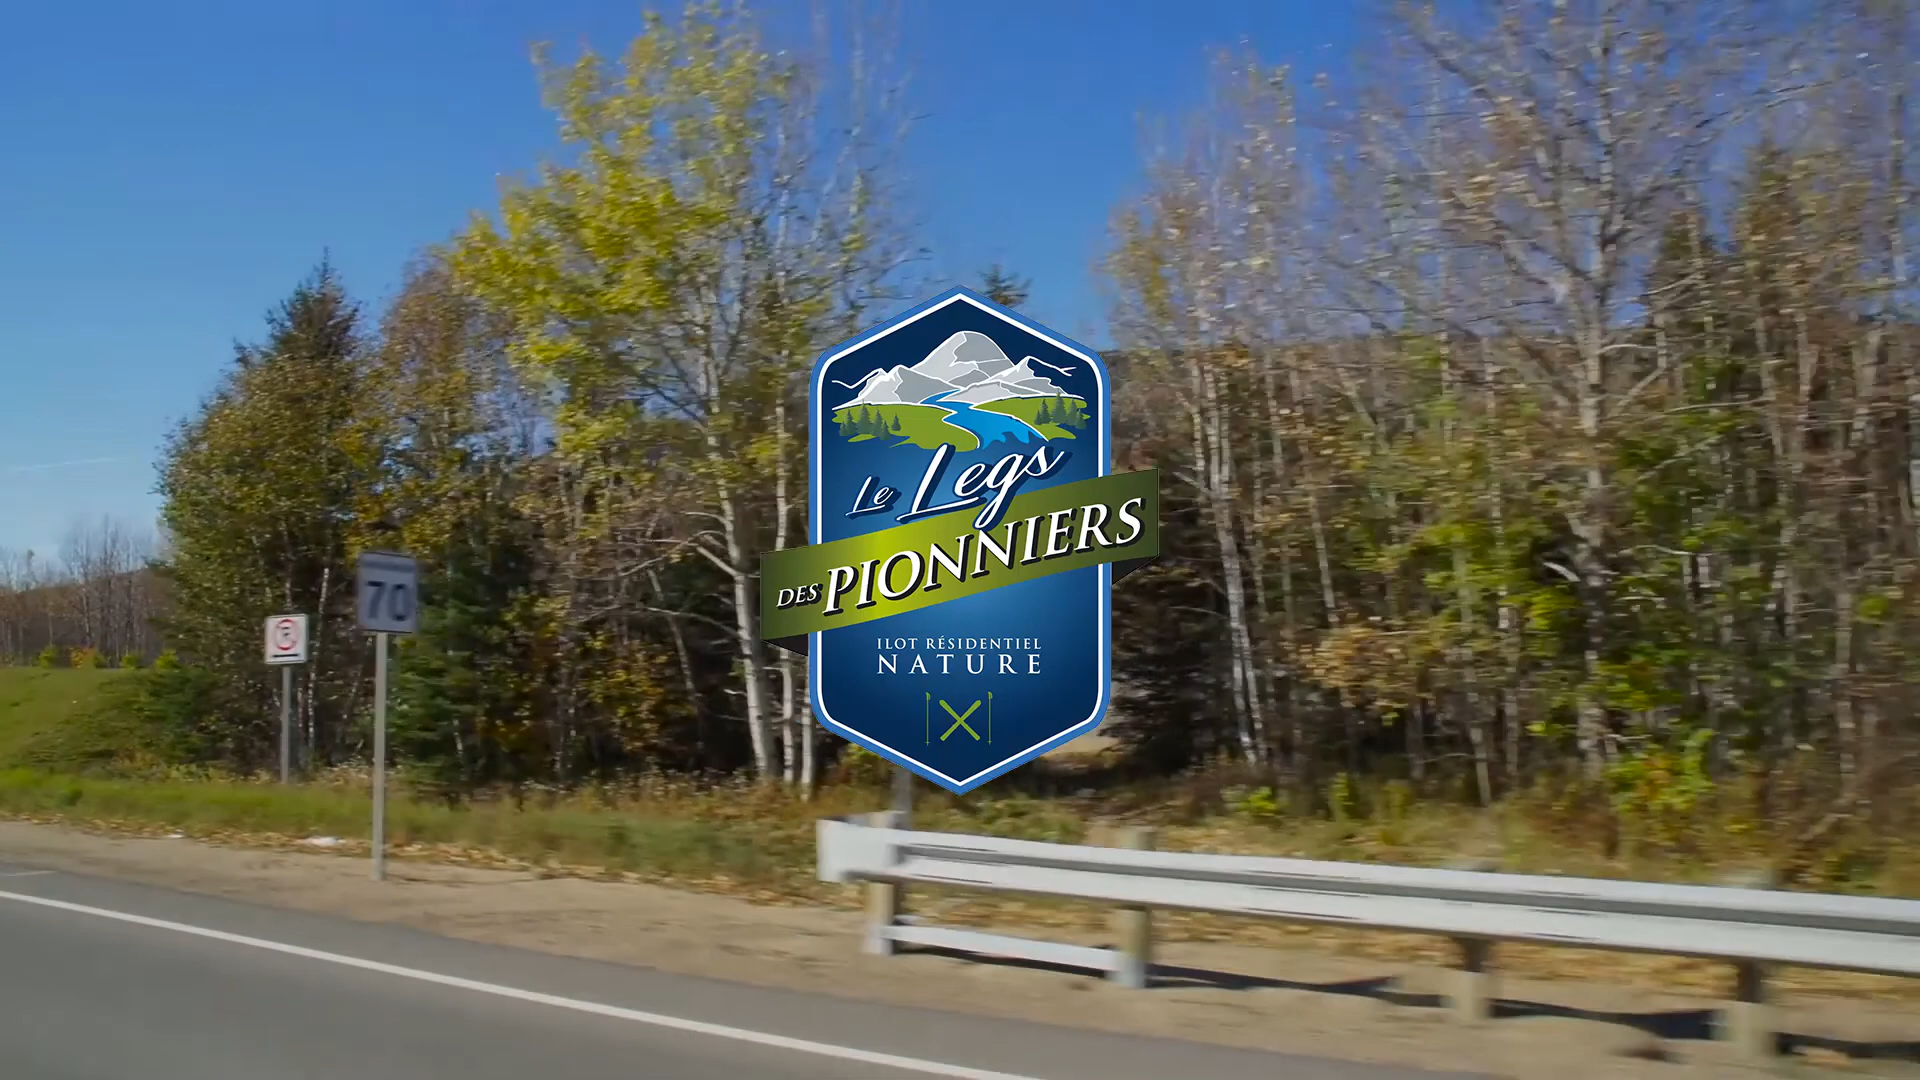 70
Le Legs
DES PIONNIERS
ILOT RÉSIDENTIEL
NATURE